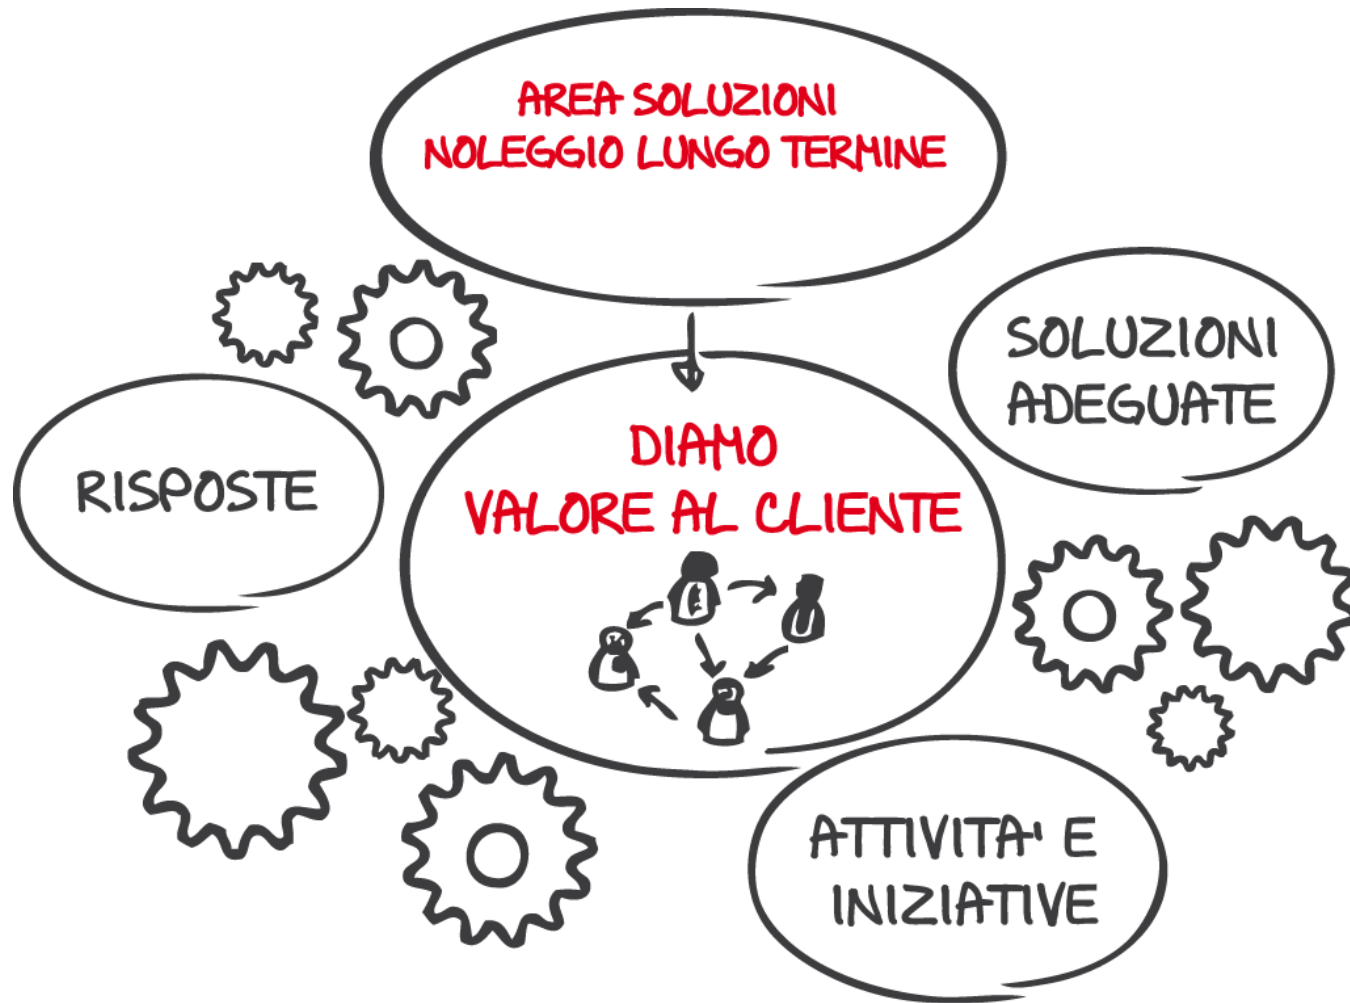 AREA SOLUZIONI
NOLEGGIO LUNGO TERMINE
SOLUZIONI
ADEGUATE
DIAMO
VALORE AL CLIENTE
RISPOSTE
ATTIVITA' E
INIZIATIVE